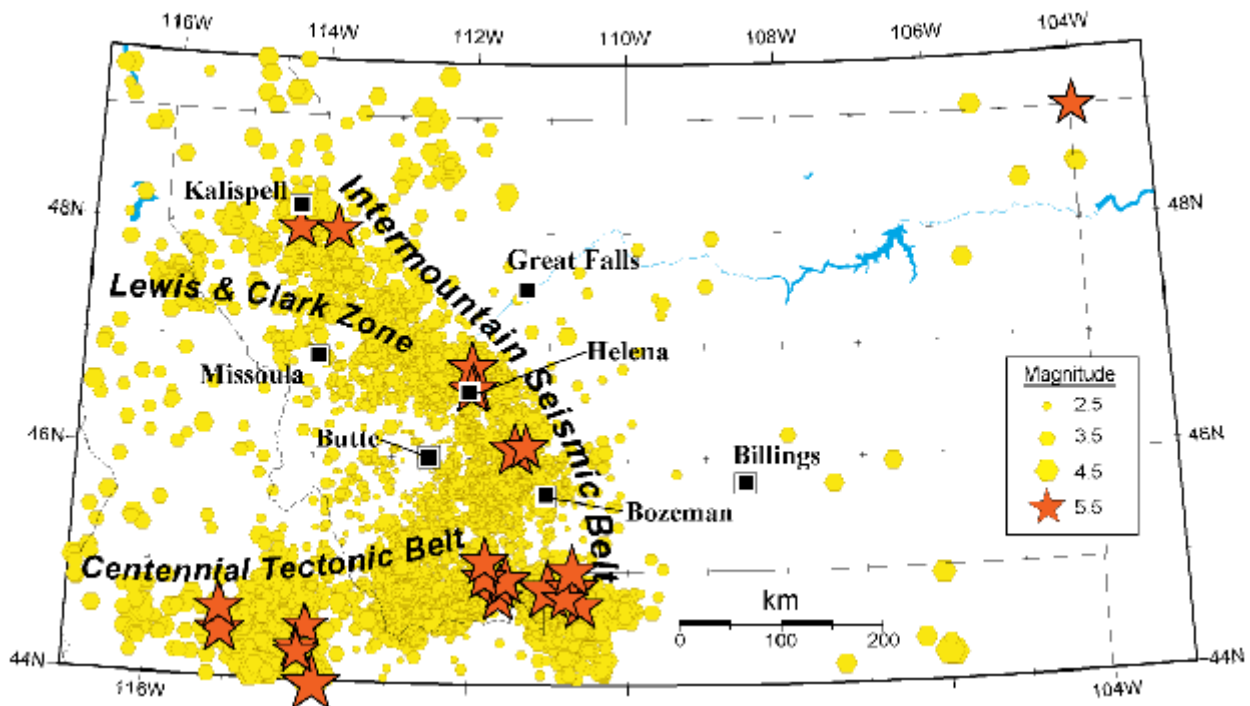 116W 114W 112W 110W 108W 106W 104W
48N
48N
Kalispell
Intermountain Seismic Belt
Great Falls
Lewis & Clark Zone
Helena
Missoula
Magnitude
2.5
3.5
4.5
5.5
46N
46N
Butte
Billings
Bozeman
Centennial Tectonic Belt
km
0 100 200
44N
44N
116W 112W 110W 104W